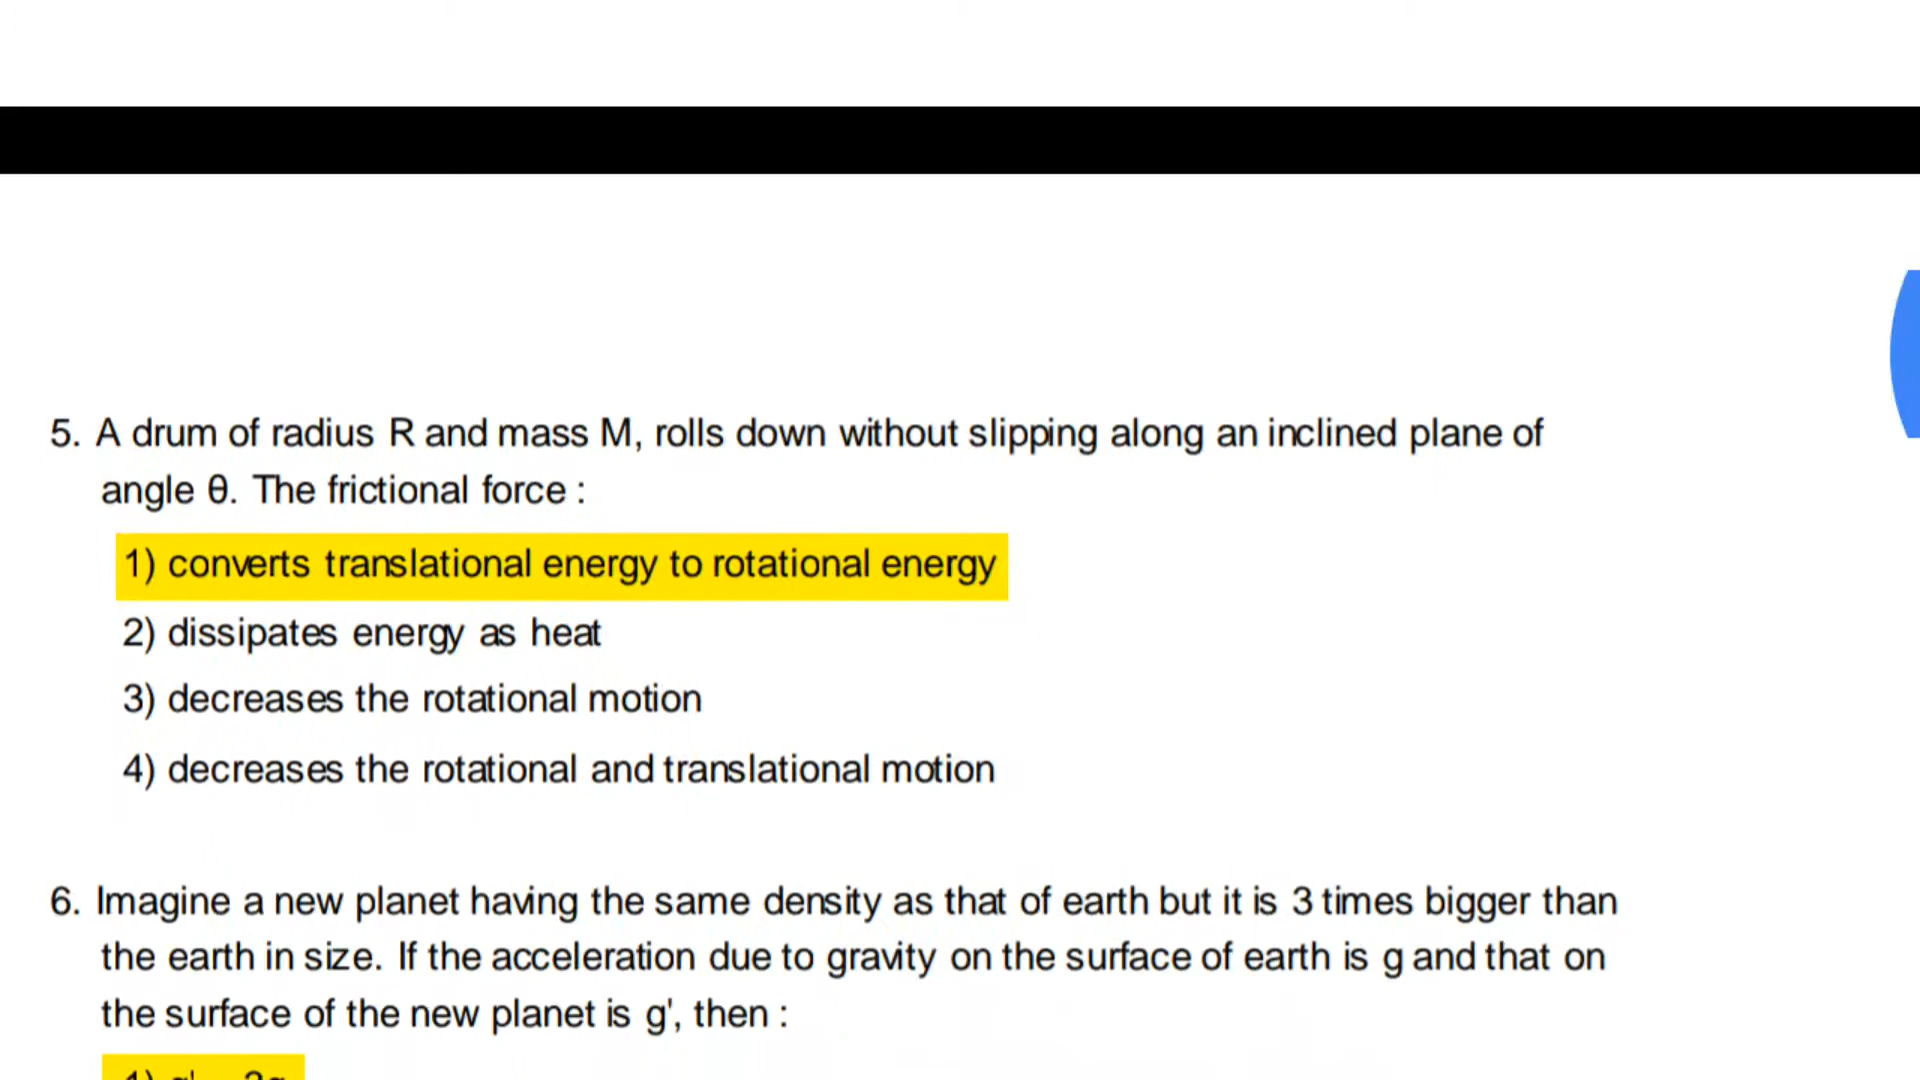 5. A drum of radius R and mass M, rolls down without slipping along an inclined plane of
angle θ. The frictional force :
1) converts translational energy to rotational energy
2) dissipates energy as heat
3) decreases the rotational motion
4) decreases the rotational and translational motion
6. Imagine a new planet having the same density as that of earth but it is 3 times bigger than
the earth in size. If the acceleration due to gravity on the surface of earth is g and that on
the surface of the new planet is g', then :